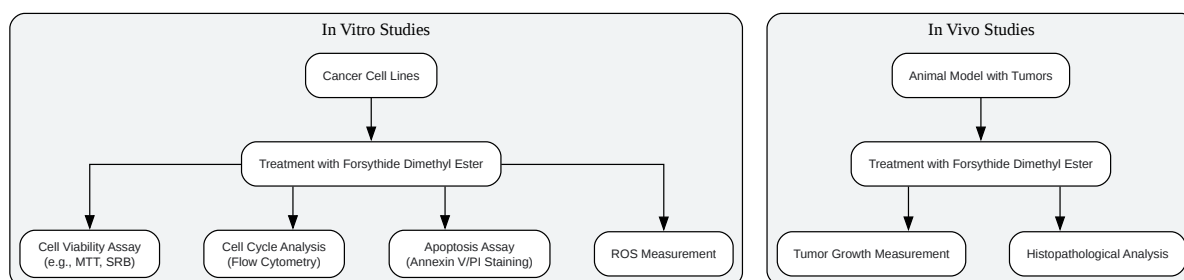 In Vitro Studies
Cancer Cell Lines
Treatment with Forsythide Dimethyl Ester
Cell Viability Assay
(e.g., MTT, SRB)
Cell Cycle Analysis
(Flow Cytometry)
Apoptosis Assay
(Annexin V/PI Staining)
ROS Measurement
In Vivo Studies
Animal Model with Tumors
Treatment with Forsythide Dimethyl Ester
Tumor Growth Measurement
Histopathological Analysis